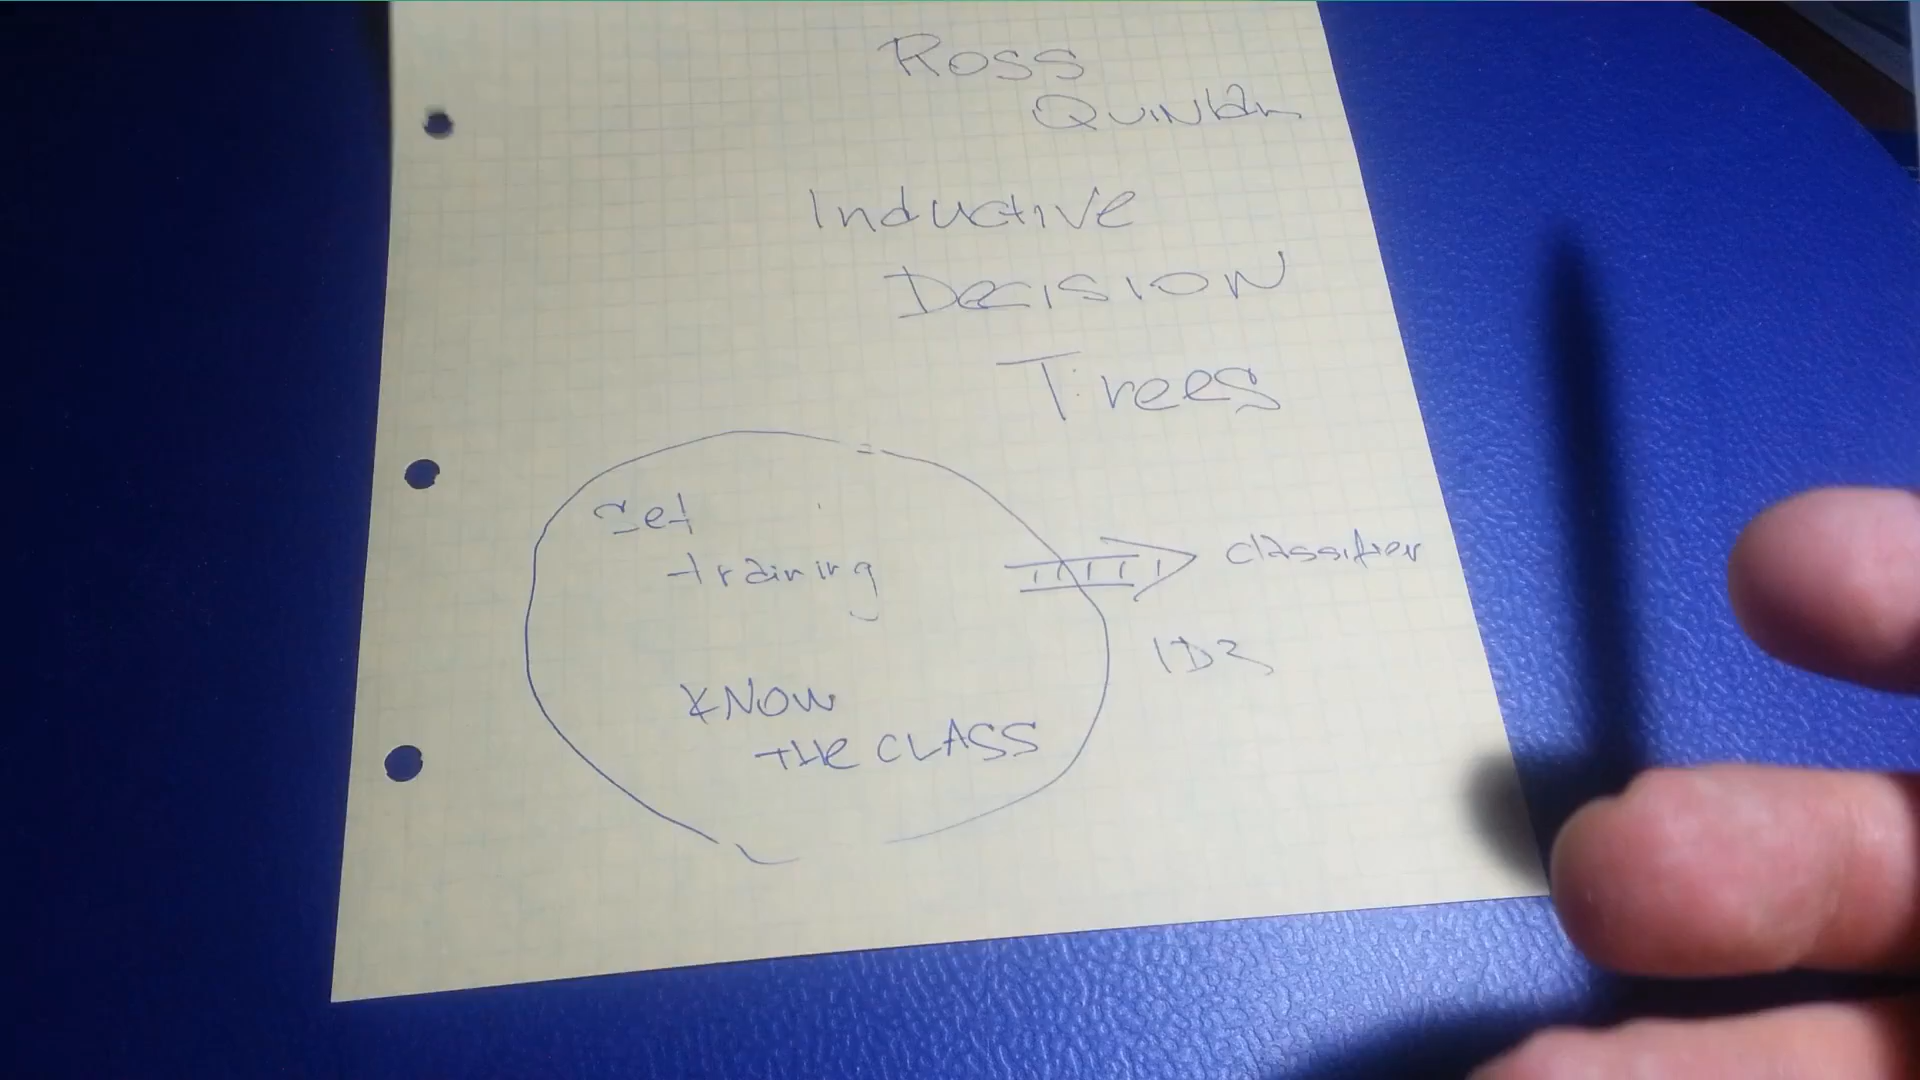 Ross
Quinlan
Inductive
Decision
Trees
Set
training
classifier
ID3
KNOW
THE CLASS